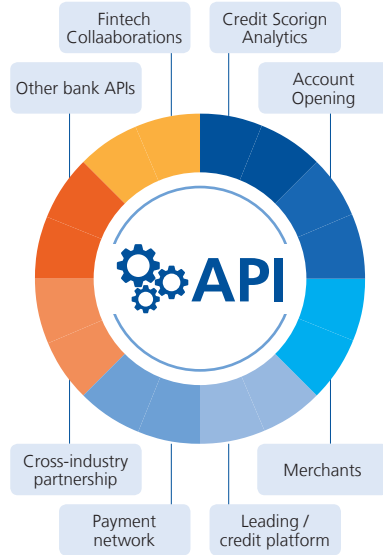 Fintech
Collaaborations
Credit Scorign
Analytics
Other bank APIs
Account
Opening
API
Cross-industry
partnership
Merchants
Payment
network
Leading /
credit platform